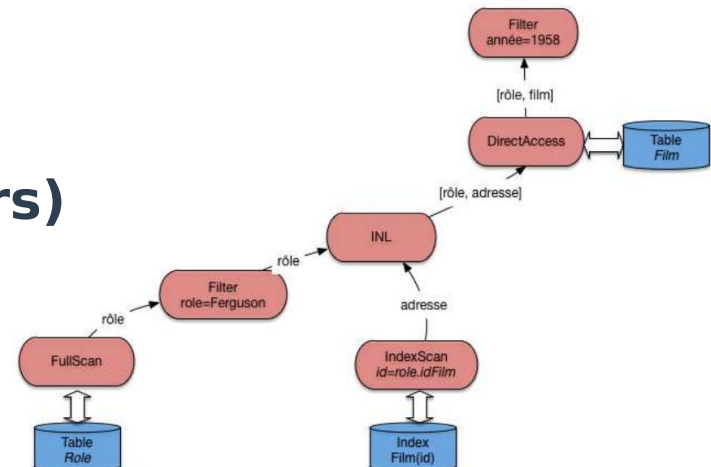 Filter
année=1958
[rôle, film]
DirectAccess
Table
Film
rs)
[rôle, adresse]
INL
rôle
Filter
role=Ferguson
rôle
adresse
FullScan
IndexScan
id=role.idFilm
Table
Role
Index
Film(id)